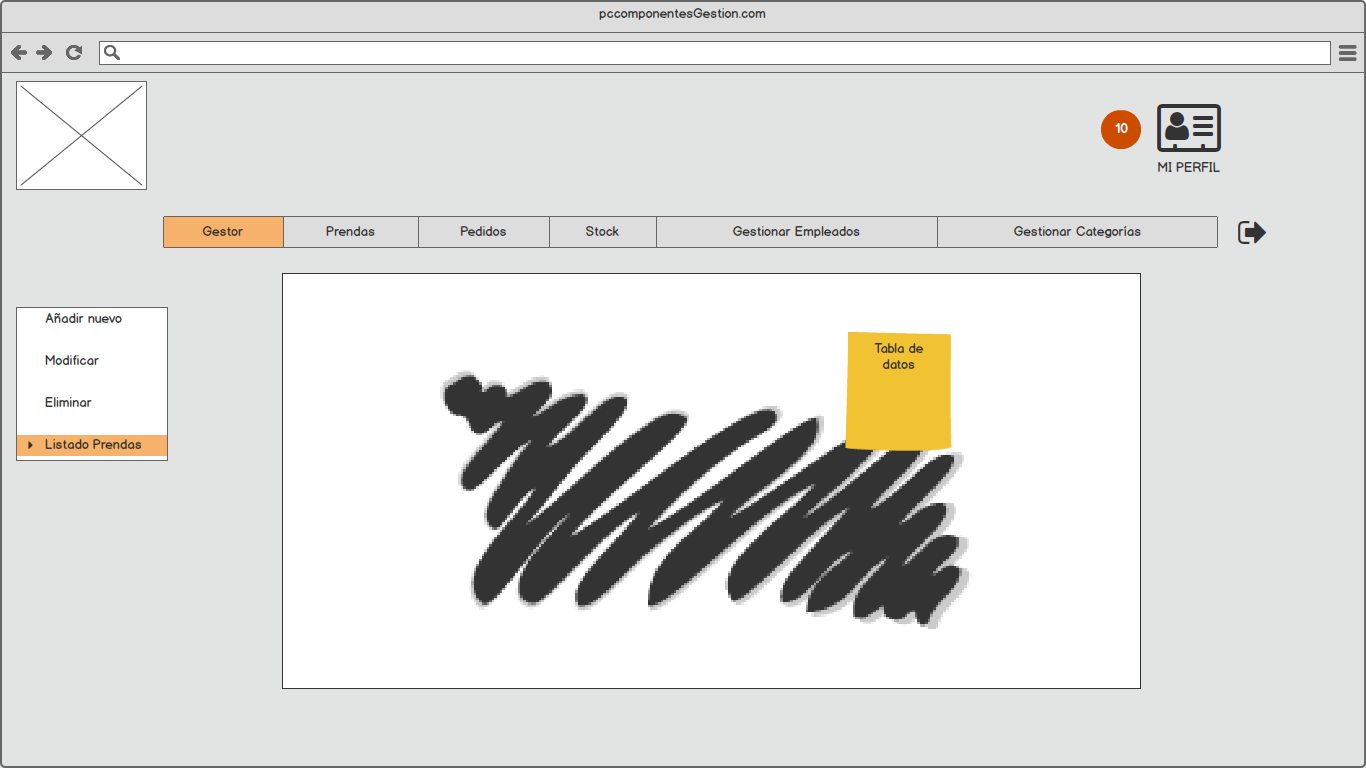 pccomponentesGestion.com
10
MI PERFIL
Gestor Prendas Pedidos Stock Gestionar Empleados Gestionar Categorías
Añadir nuevo
Modificar
Eliminar
Listado Prendas
Tabla de
datos